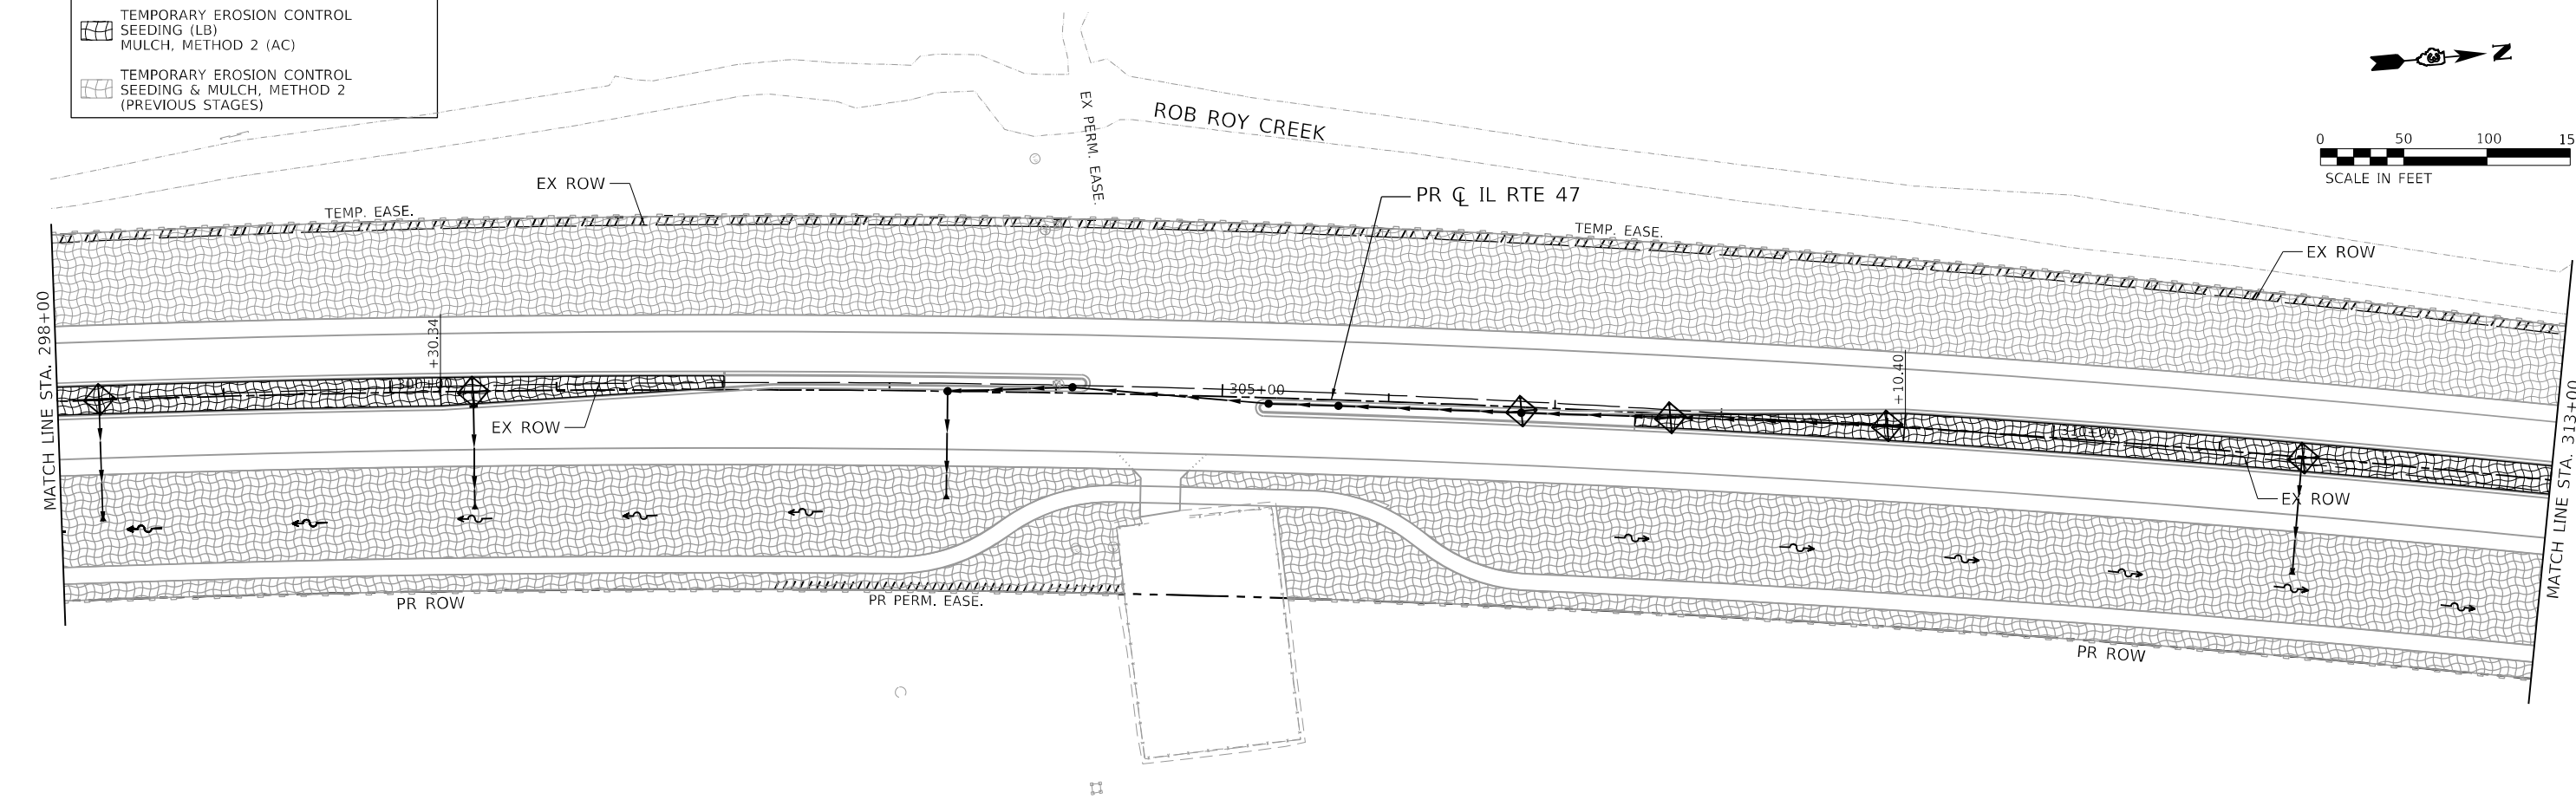 TEMPORARY EROSION CONTROL
SEEDING (LB)
MULCH, METHOD 2 (AC)
TEMPORARY EROSION CONTROL
SEEDING & MULCH, METHOD 2
(PREVIOUS STAGES)
EX PERM. EASE.
ROB ROY CREEK
N
0 50 100 15
SCALE IN FEET
EX ROW
TEMP. EASE.
PR CL IL RTE 47
TEMP. EASE.
EX ROW
MATCH LINE STA. 298+00
+30.34
300+00
EX ROW
305+00
+10.40
310+00
EX ROW
MATCH LINE STA. 313+00
PR ROW
PR PERM. EASE.
PR ROW